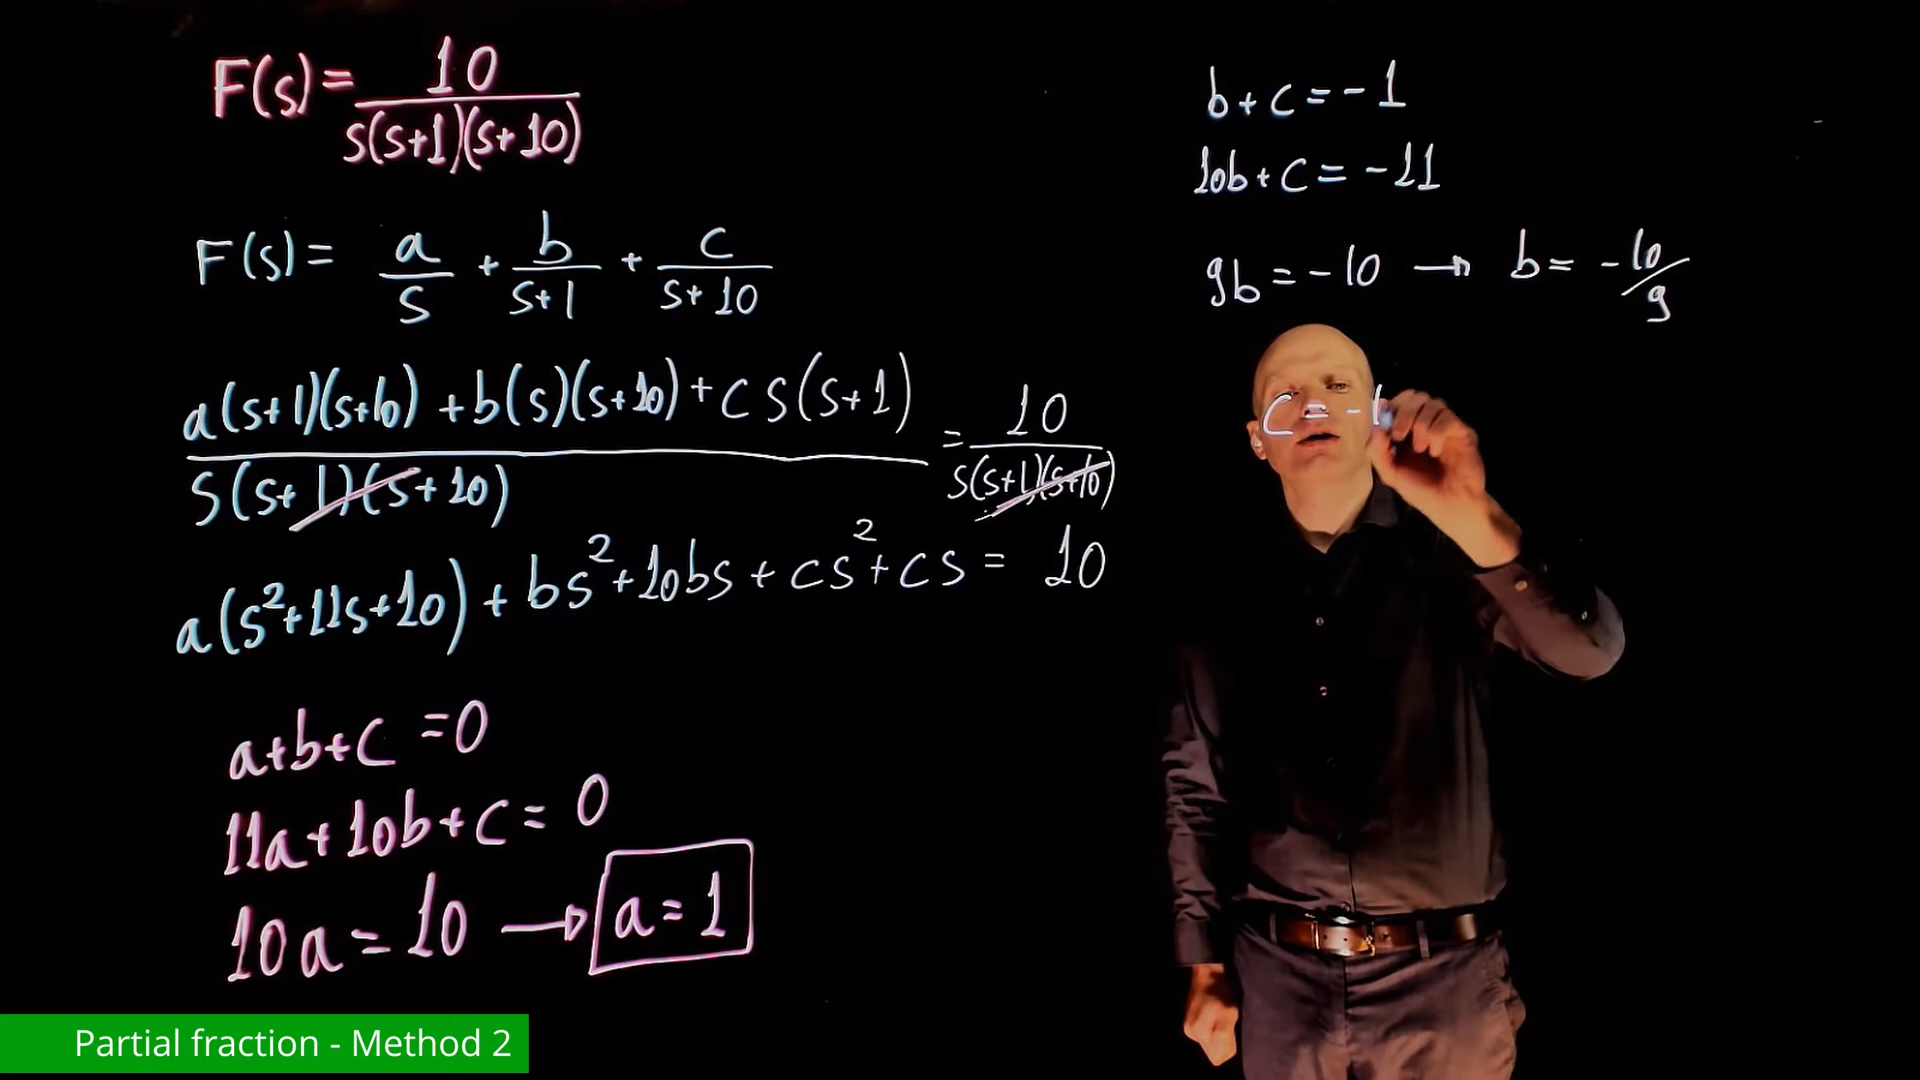 F(s)= 10/s(s+1)(s+10)
F(s)= a/s + b/s+1 + c/s+10
a(s+1)(s+10) +b(s)(s+10)+c s(s+1)/s(s+1)(s+10) = 10/s(s+1)(s+10)
a(s²+11s+10) + bs²+10bs + cs²+cs = 10
a+b+c =0
11a+10b+c= 0
10a=10 → a=1
b+c=-1
10b+c=-11
9b=-10 → b= -10/9
c=-1
Partial fraction - Method 2